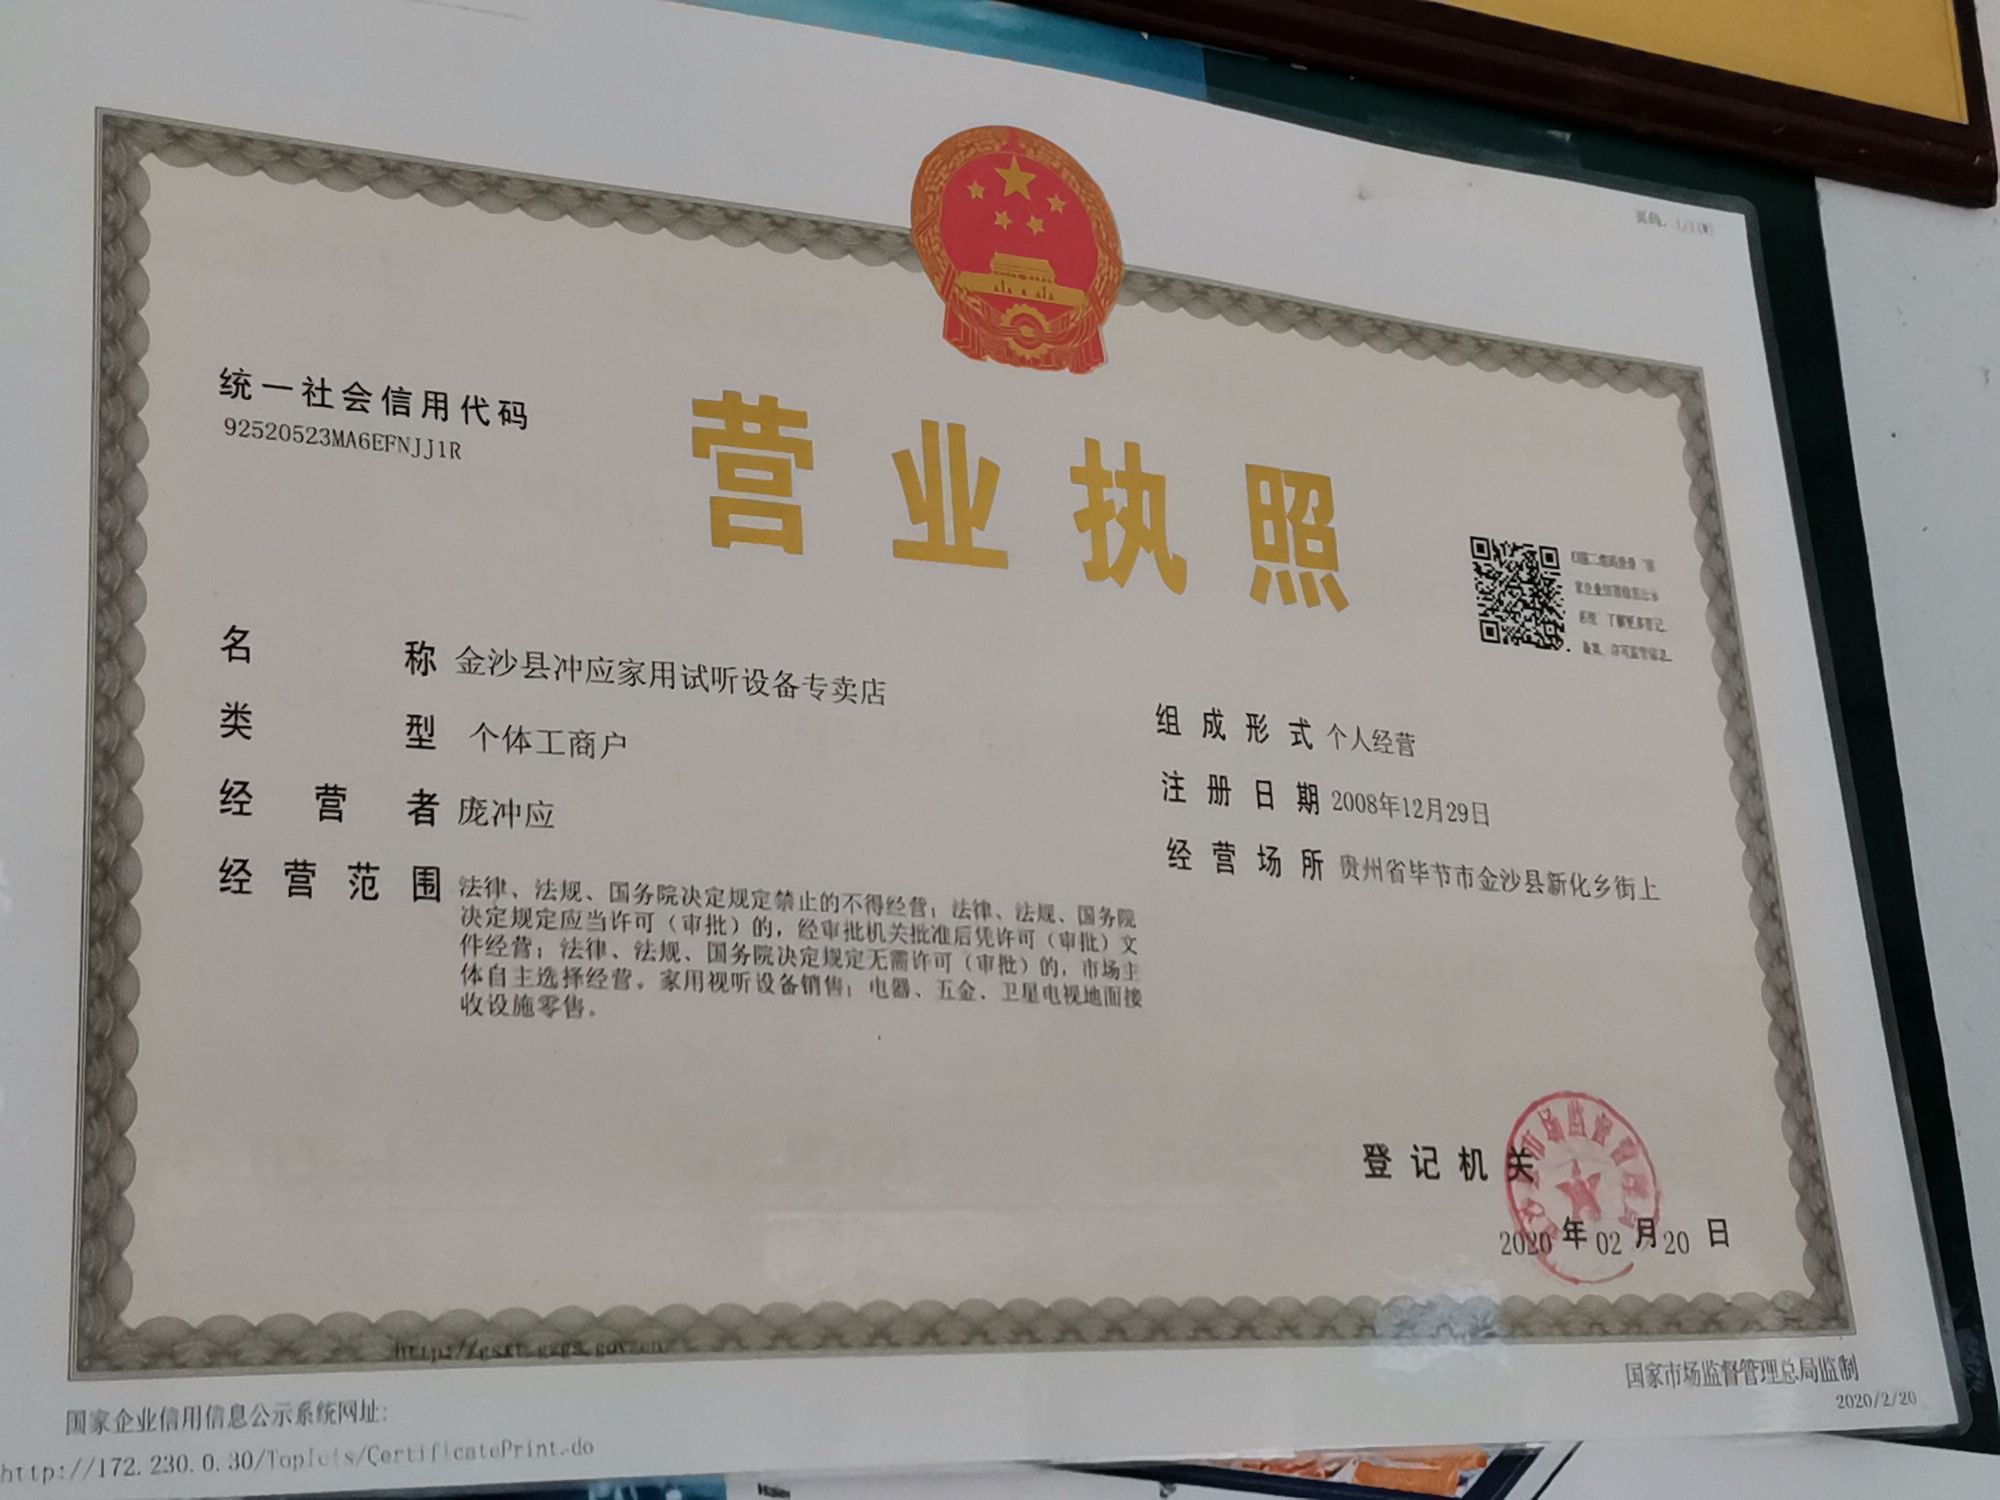 统一社会信用代码
92520523MA6EFNJJ1R
营业执照
名称 金沙县冲应家用试听设备专卖店
类型 个体工商户
经营者 庞冲应
经营范围 法律、法规、国务院决定规定禁止的不得经营；法律、法规、国务院
决定规定应当许可（审批）的，经审批机关批准后凭许可（审批）文
件经营；法律、法规、国务院决定规定无需许可（审批）的，市场主
体自主选择经营。家用视听设备销售；电器、五金、卫星电视地面接
收设施零售。
组成形式 个人经营
注册日期 2008年12月29日
经营场所 贵州省毕节市金沙县新化乡街上
登记机关
市场监督管理
2020 年 02 月 20 日
国家市场监督管理总局监制
2020/2/20
国家企业信用信息公示系统网址：
http://172.230.0.30/TopIcis/CertificatePrint.do